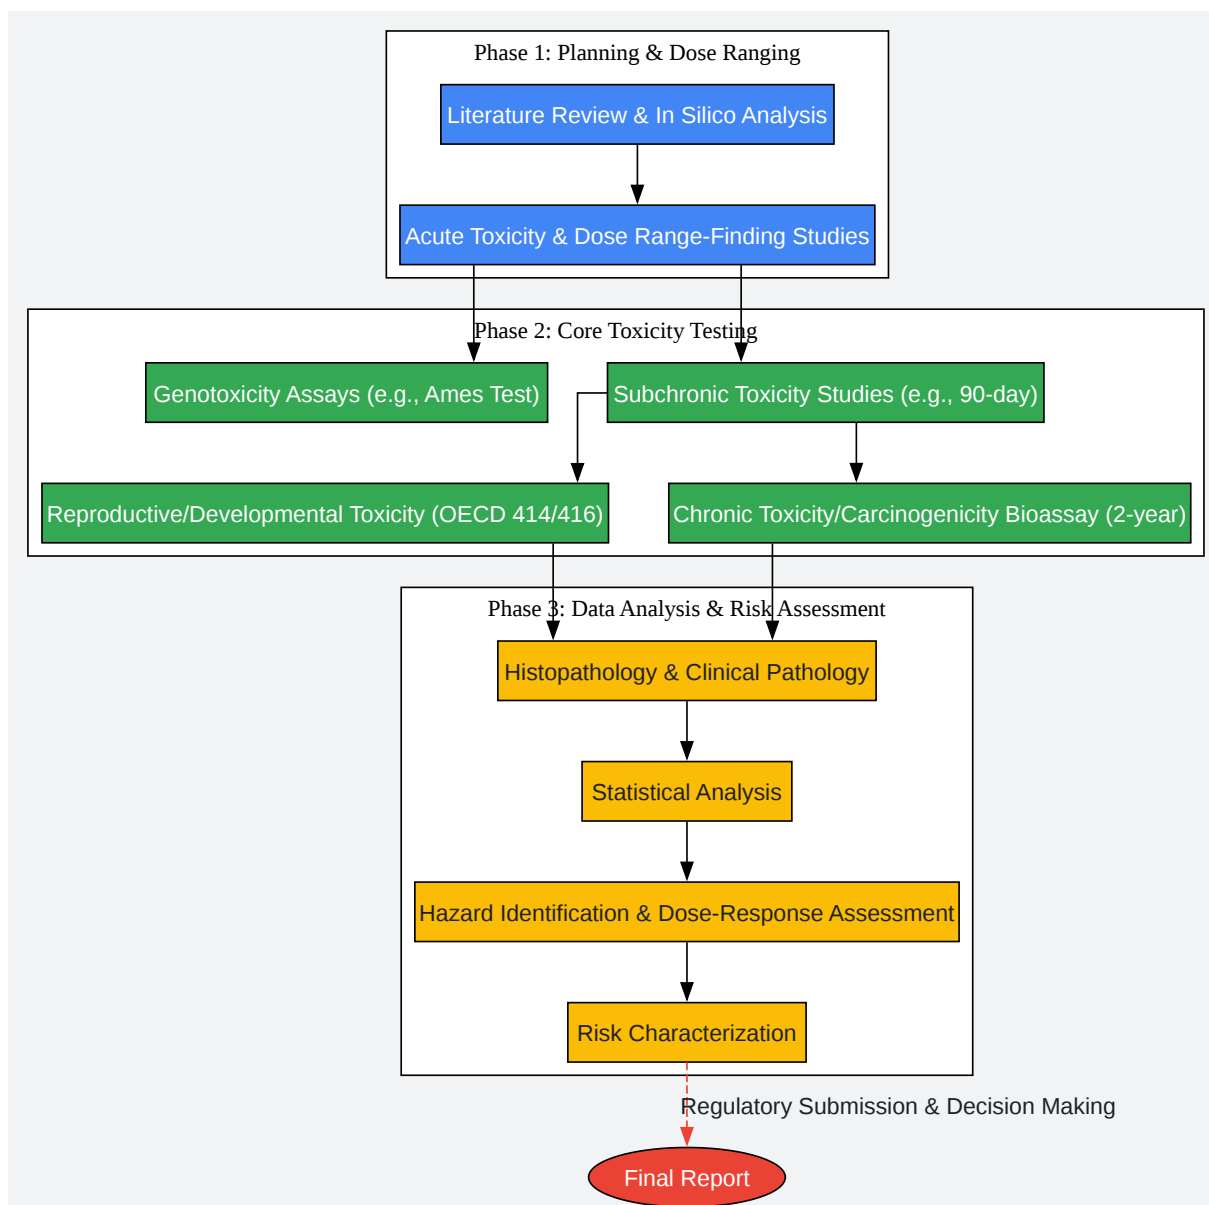 Phase 1: Planning & Dose Ranging
Literature Review & In Silico Analysis
Acute Toxicity & Dose Range-Finding Studies
Phase 2: Core Toxicity Testing
Genotoxicity Assays (e.g., Ames Test)
Subchronic Toxicity Studies (e.g., 90-day)
Reproductive/Developmental Toxicity (OECD 414/416)
Chronic Toxicity/Carcinogenicity Bioassay (2-year)
Phase 3: Data Analysis & Risk Assessment
Histopathology & Clinical Pathology
Statistical Analysis
Hazard Identification & Dose-Response Assessment
Risk Characterization
Regulatory Submission & Decision Making
Final Report